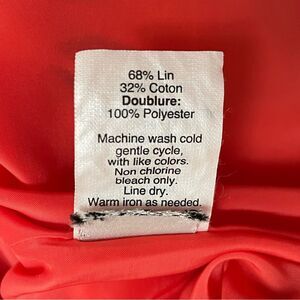 68% Lin
32% Coton
Doublure:
100% Polyester
Machine wash cold
gentle cycle,
with like colors.
Non chlorine
bleach only.
Line dry.
Warm iron as needed.